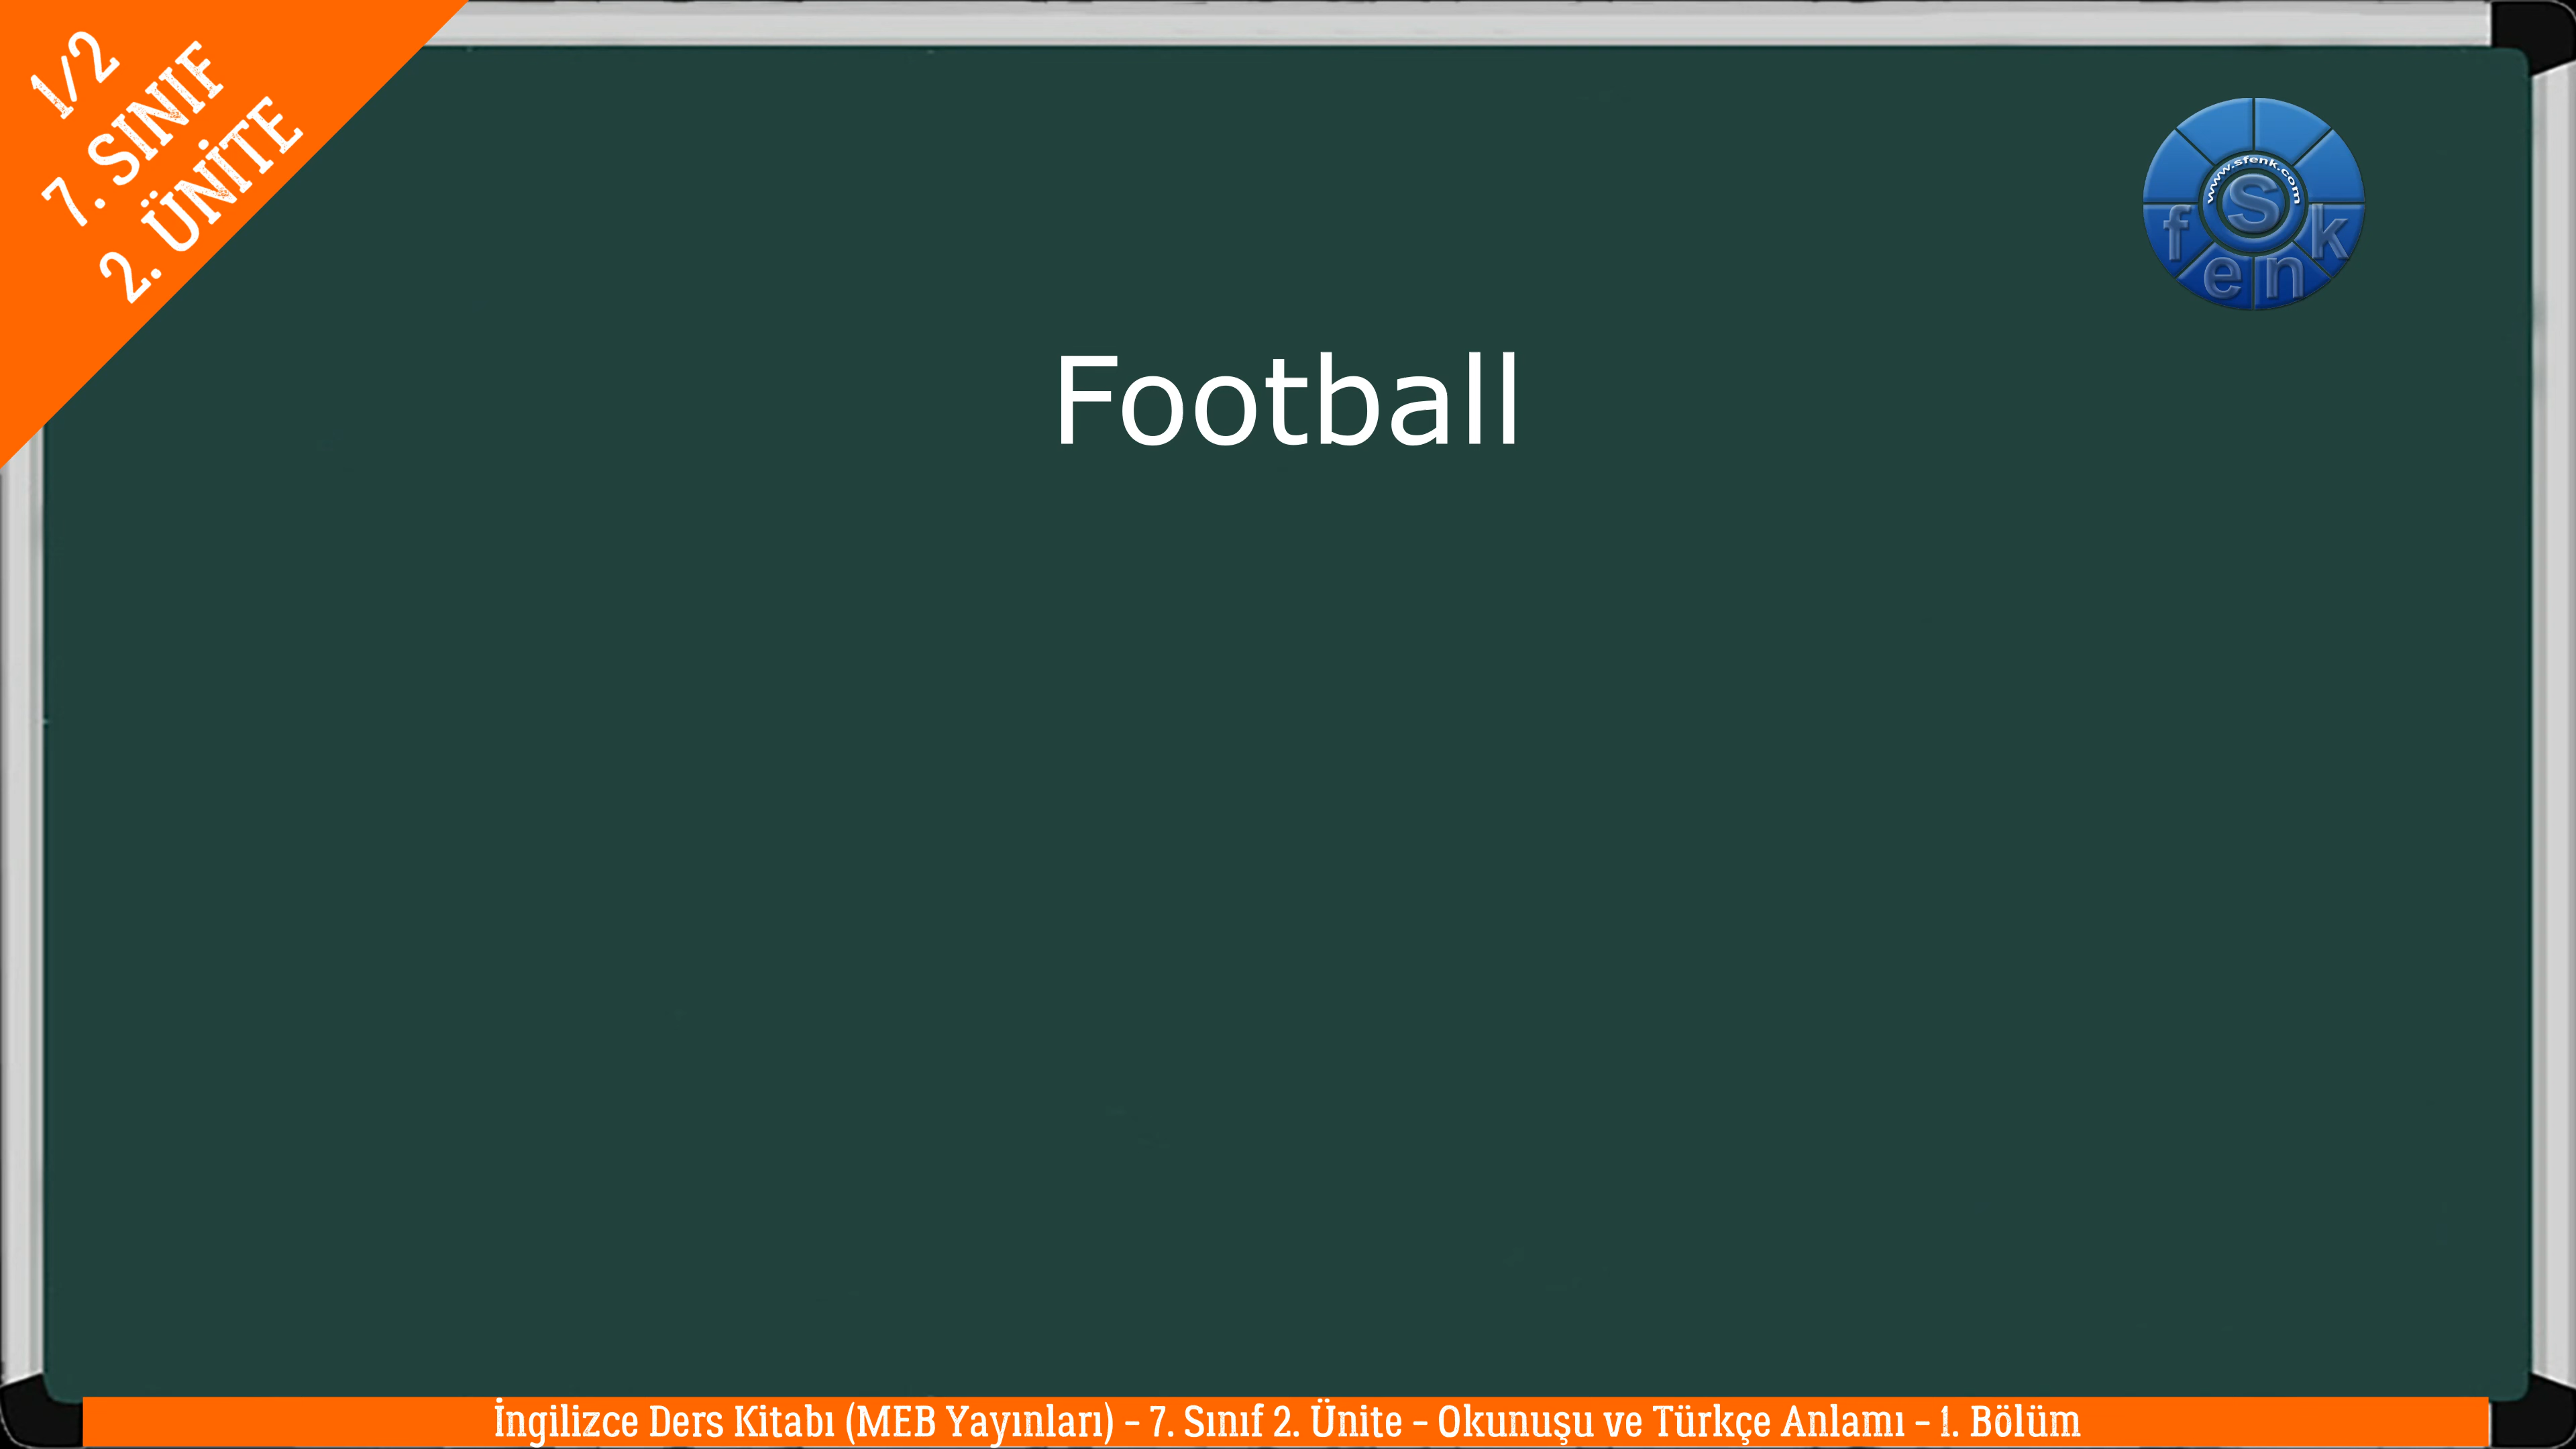 1/2
7. SINIF
2. ÜNİTE
www.sfenk.com
S
f e n k
Football
İngilizce Ders Kitabı (MEB Yayınları) – 7. Sınıf 2. Ünite – Okunuşu ve Türkçe Anlamı – 1. Bölüm